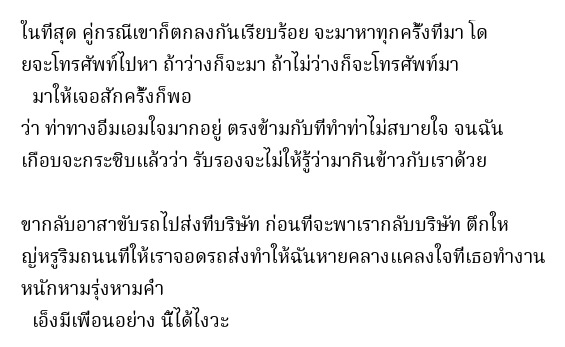 ในที่สุด คู่กรณีเขาก็ตกลงกันเรียบร้อย จะมาหาทุกครั้งที่มา โด
ยจะโทรศัพท์ไปหา ถ้าว่างก็จะมา ถ้าไม่ว่างก็จะโทรศัพท์มา
มาให้เจอสักครั้งก็พอ
ว่า ท่าทางอิ่มเอมใจมากอยู่ ตรงข้ามกับที่ทำท่าไม่สบายใจ จนฉัน
เกือบจะกระซิบแล้วว่า รับรองจะไม่ให้รู้ว่ามากินข้าวกับเราด้วย
ขากลับอาสาขับรถไปส่งที่บริษัท ก่อนที่จะพาเรากลับบริษัท ตึกให
ญ่หรูริมถนนที่ให้เราจอดรถส่งทำให้ฉันหายคลางแคลงใจที่เธอทำงาน
หนักหามรุ่งหามค่ำ
เอ็งมีเพื่อนอย่าง นี้ได้ไงวะ